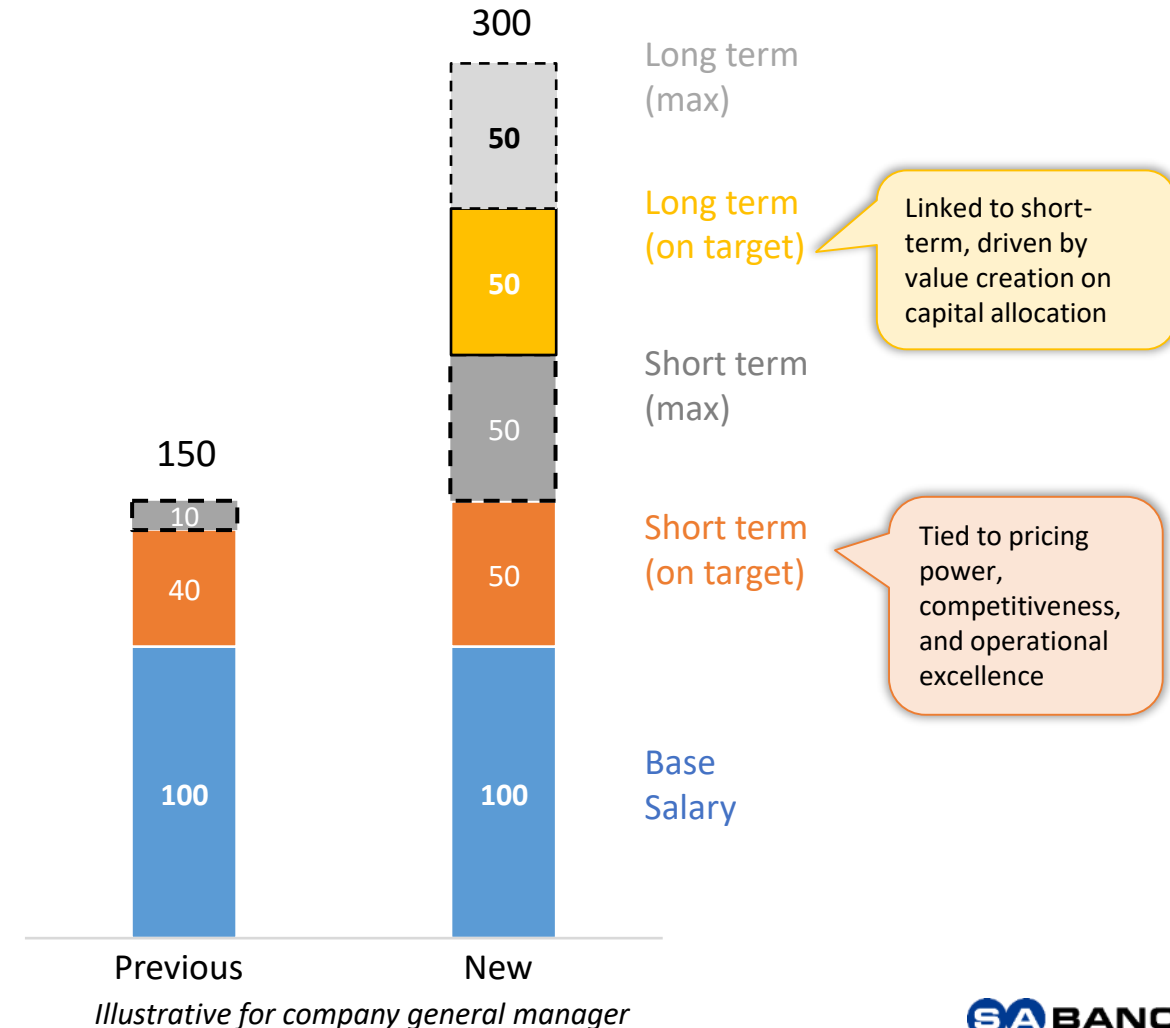 300
Long term
(max)
50
Long term
(on target)
Linked to short-
term, driven by
value creation on
capital allocation
50
Short term
(max)
50
150
10
Short term
(on target)
Tied to pricing
power,
competitiveness,
and operational
excellence
40
50
Base
Salary
100
100
Previous
New
Illustrative for company general manager